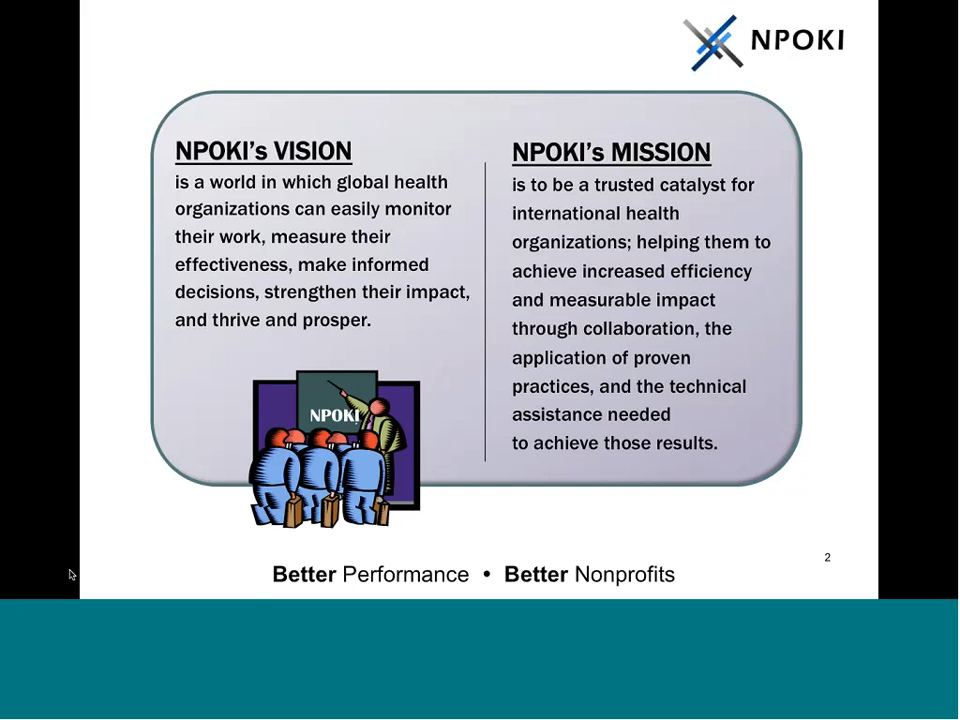 NPOKI
NPOKI's VISION
is a world in which global health
organizations can easily monitor
their work, measure their
effectiveness, make informed
decisions, strengthen their impact,
and thrive and prosper.
NPOKI's MISSION
is to be a trusted catalyst for
international health
organizations; helping them to
achieve increased efficiency
and measurable impact
through collaboration, the
application of proven
practices, and the technical
assistance needed
to achieve those results.
NPOKI
2
Better Performance • Better Nonprofits